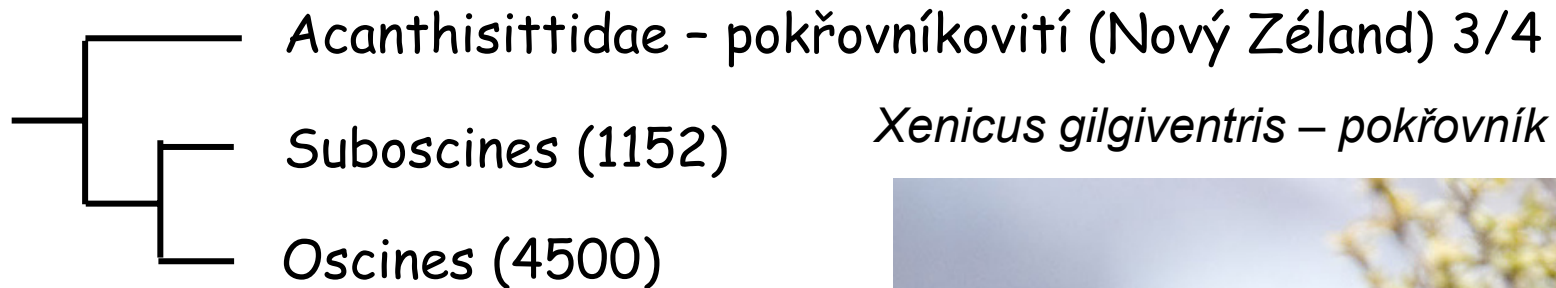 Acanthisittidae – pokřovníkovití (Nový Zéland) 3/4
Xenicus gilgiventris – pokřovník
Suboscines (1152)
Oscines (4500)